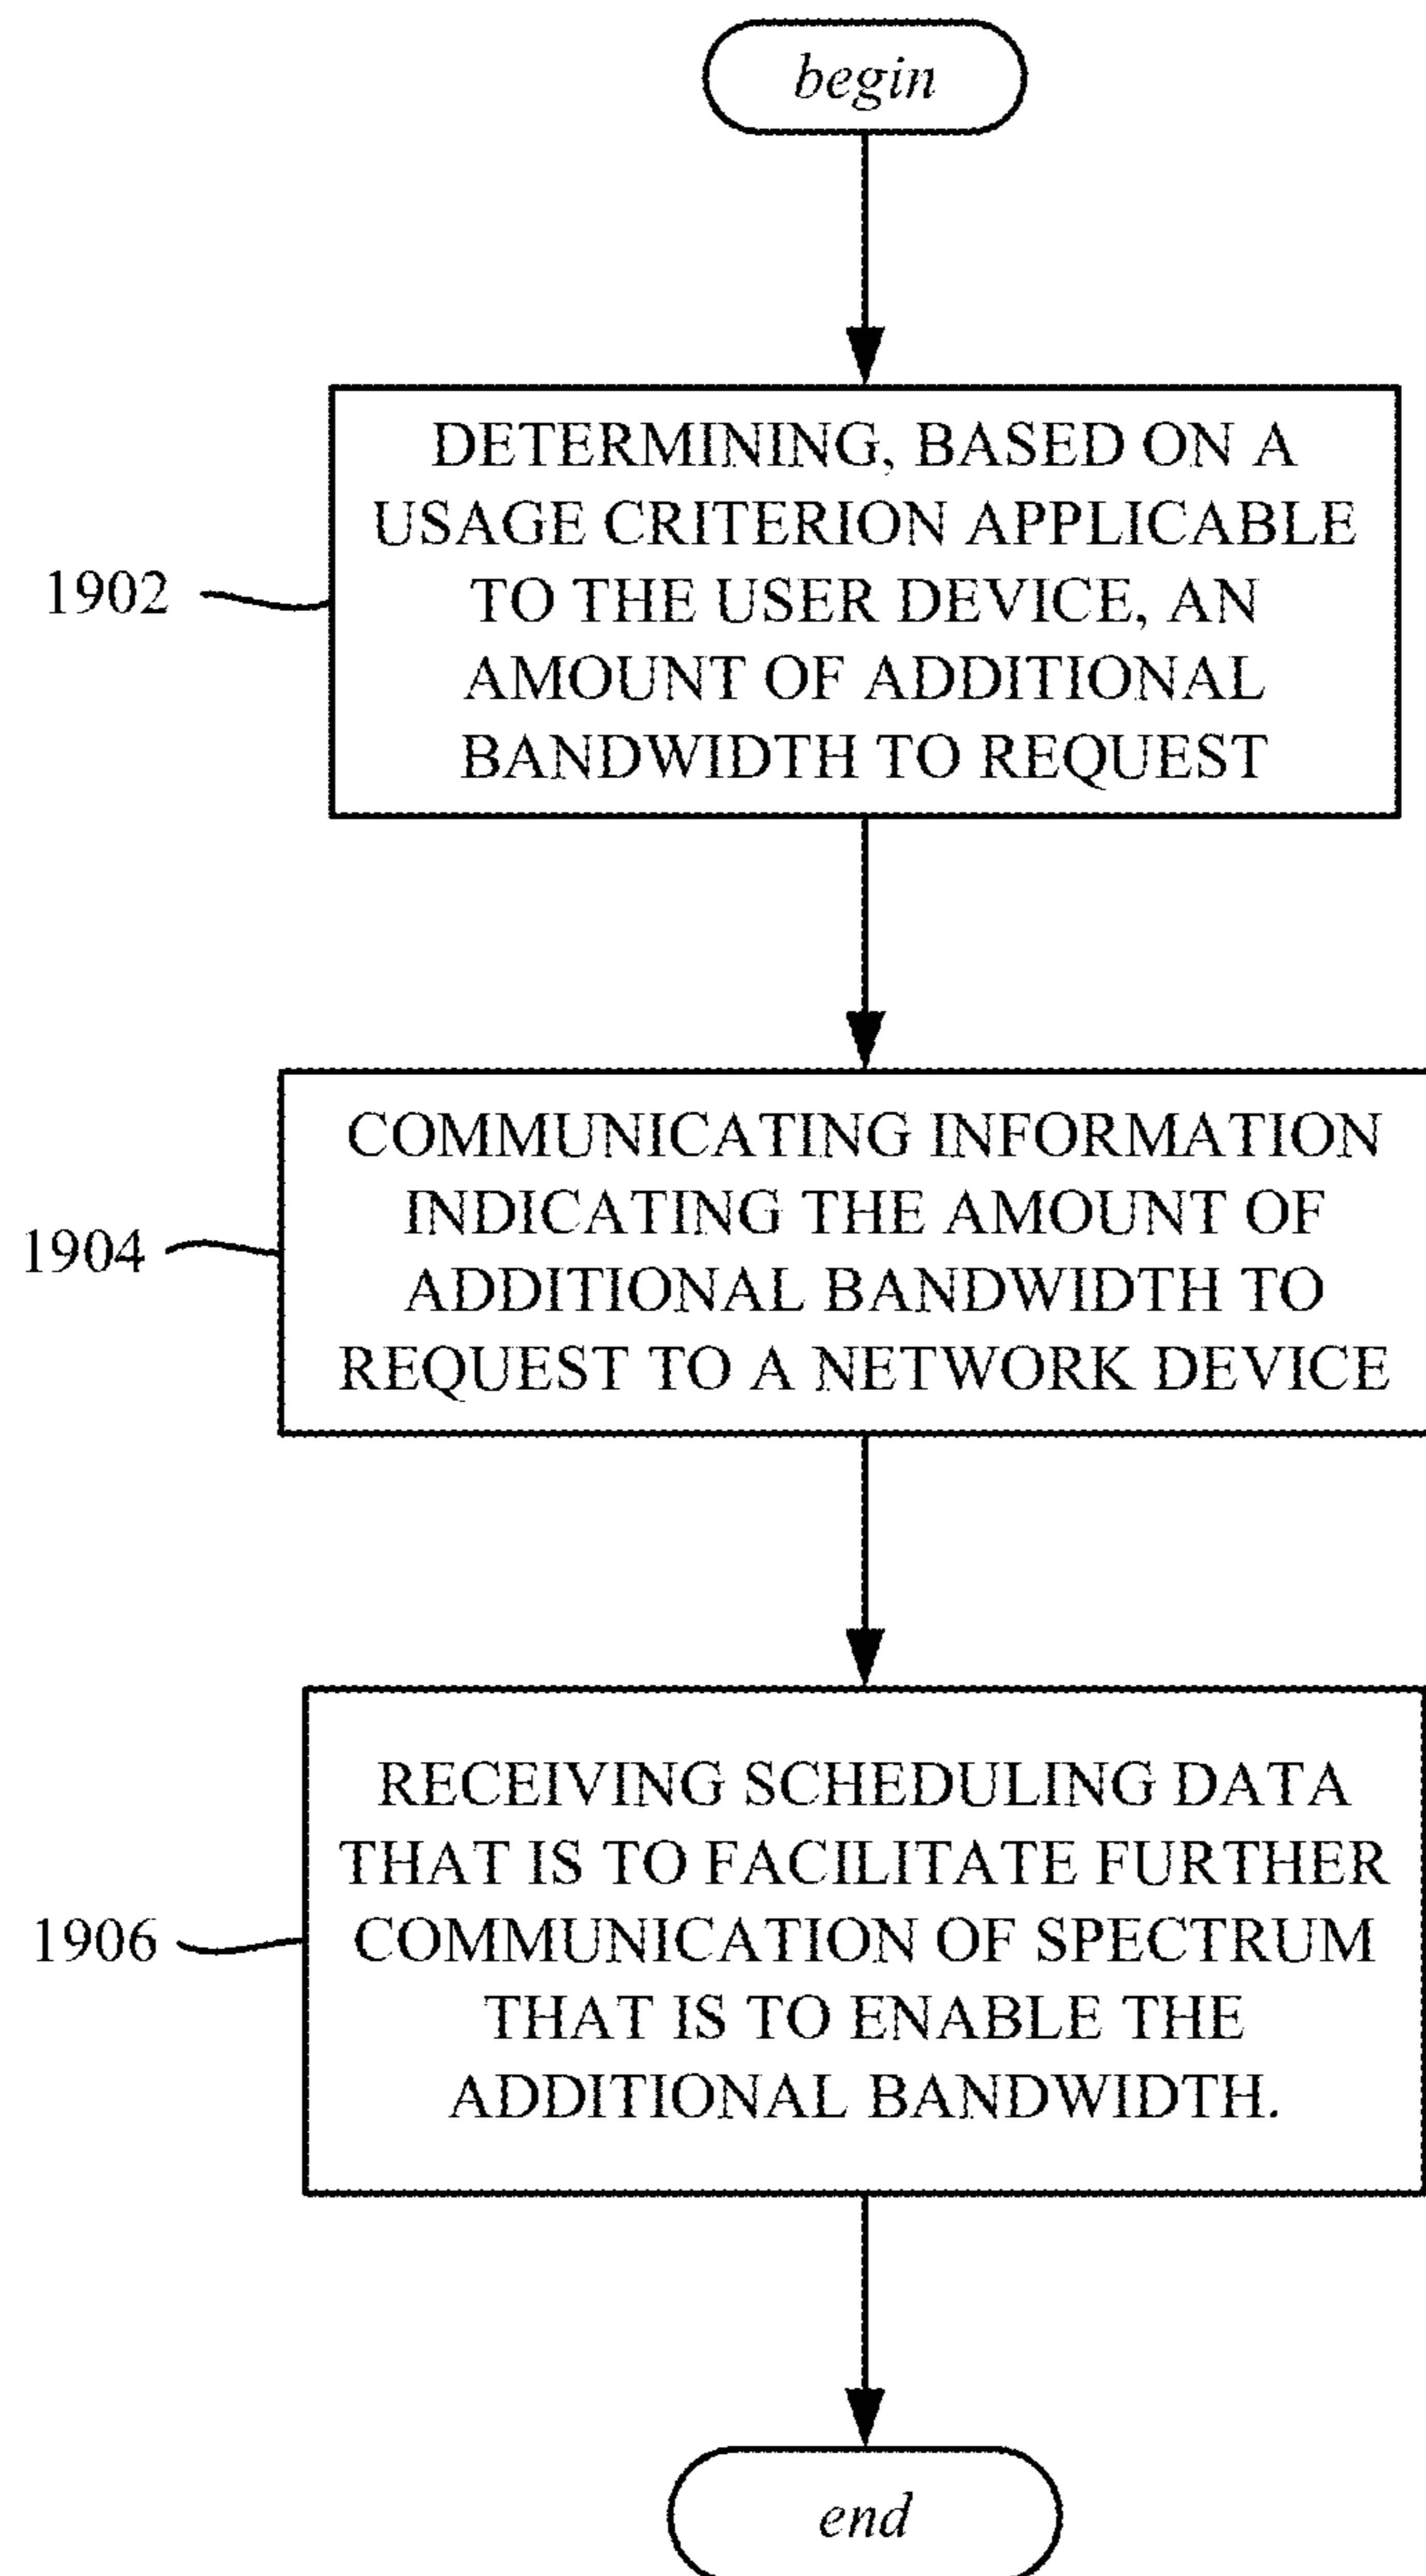 begin
DETERMINING, BASED ON A
USAGE CRITERION APPLICABLE
TO THE USER DEVICE, AN
AMOUNT OF ADDITIONAL
BANDWIDTH TO REQUEST
1902
COMMUNICATING INFORMATION
INDICATING THE AMOUNT OF
ADDITIONAL BANDWIDTH TO
REQUEST TO A NETWORK DEVICE
1904
RECEIVING SCHEDULING DATA
THAT IS TO FACILITATE FURTHER
COMMUNICATION OF SPECTRUM
THAT IS TO ENABLE THE
ADDITIONAL BANDWIDTH.
1906
end